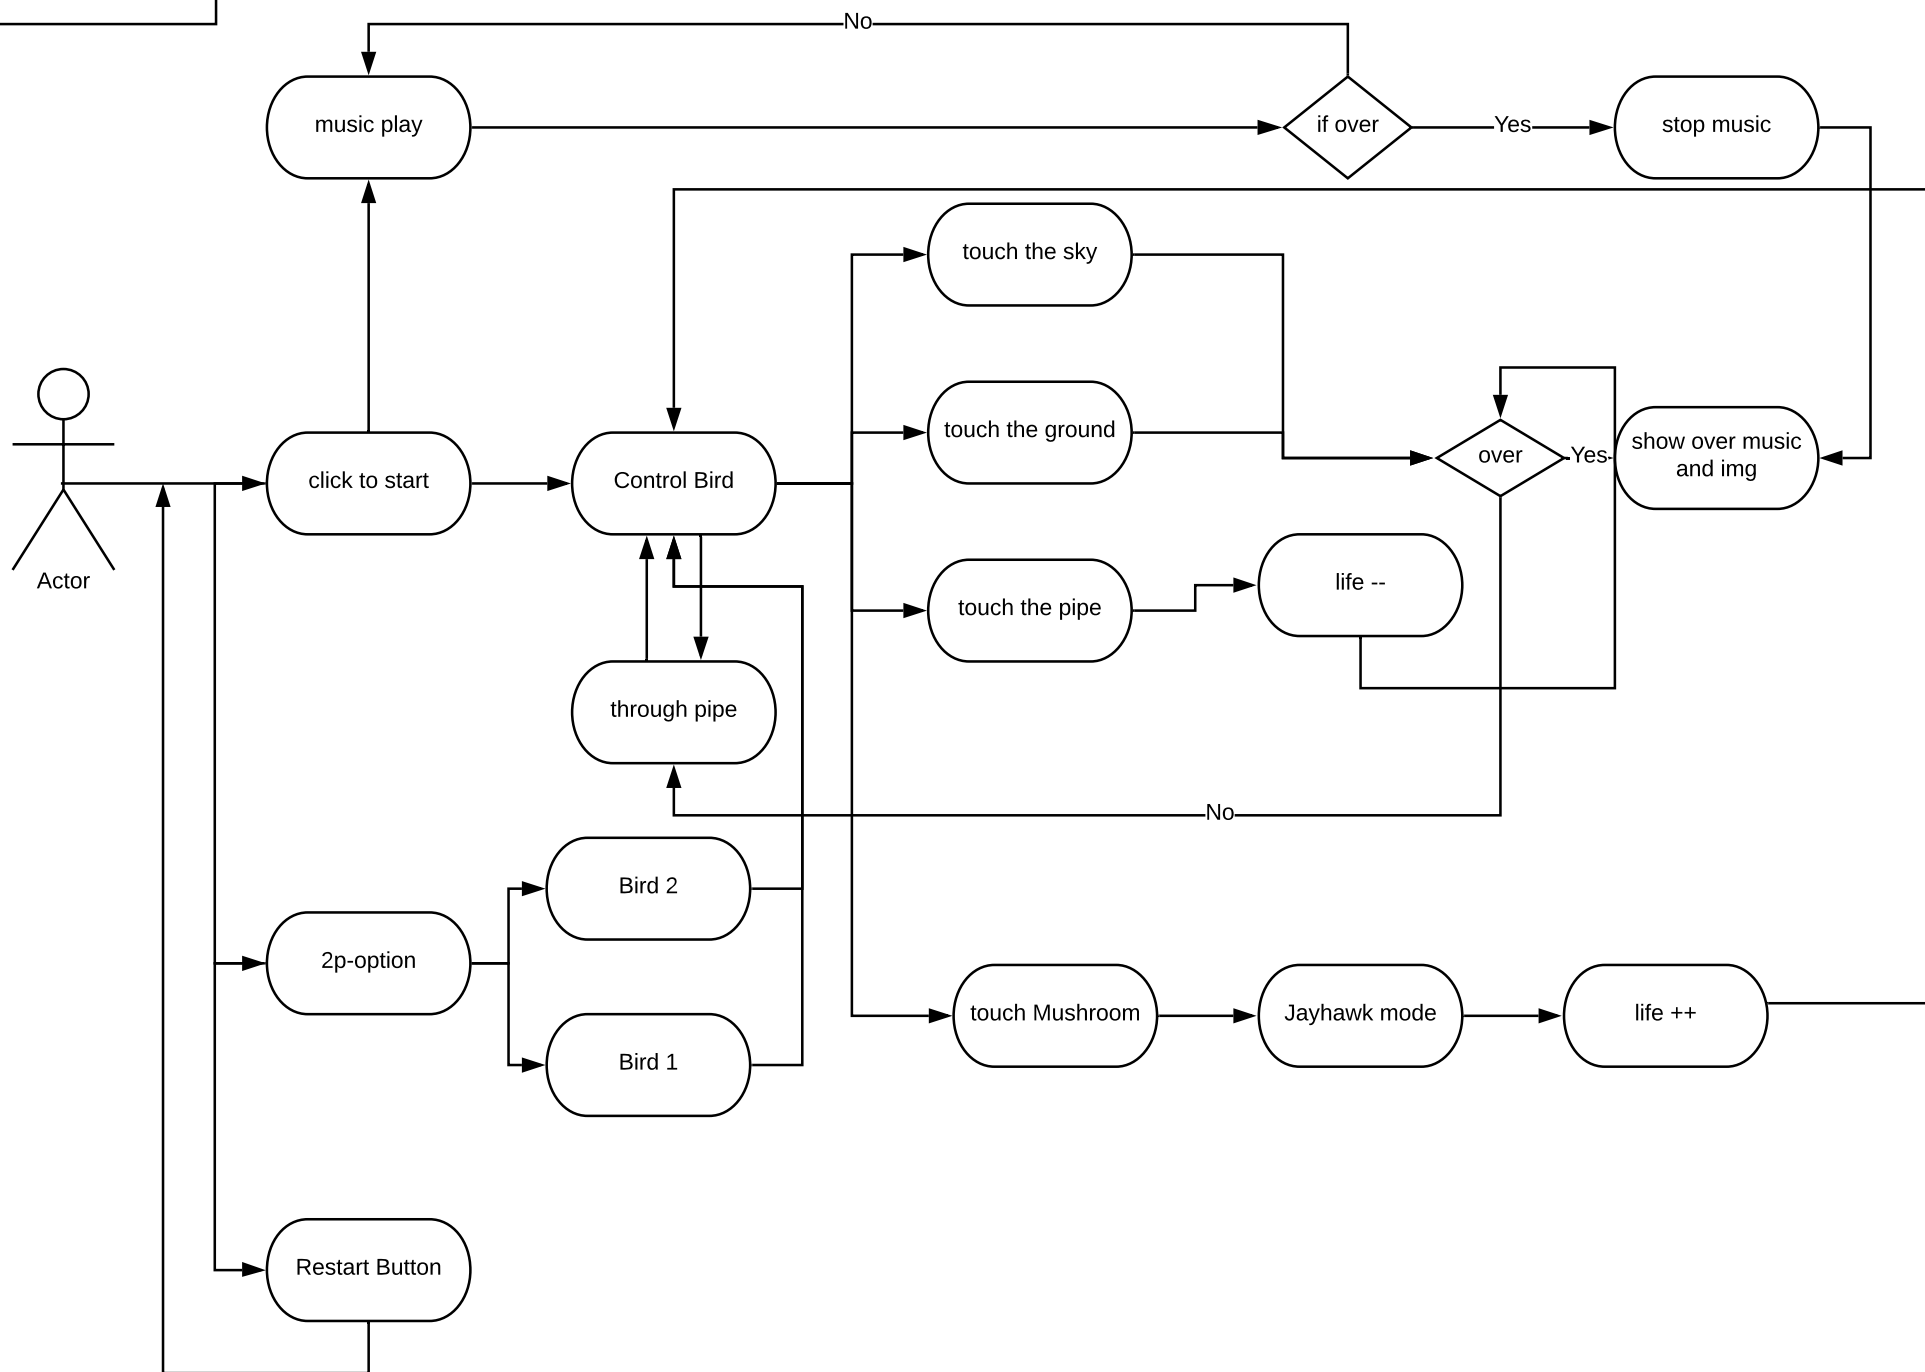 No
music play
if over
Yes
stop music
touch the sky
touch the ground
over
Yes
show over music
and img
click to start
Control Bird
Actor
life --
touch the pipe
through pipe
No
Bird 2
2p-option
touch Mushroom
Jayhawk mode
life ++
Bird 1
Restart Button